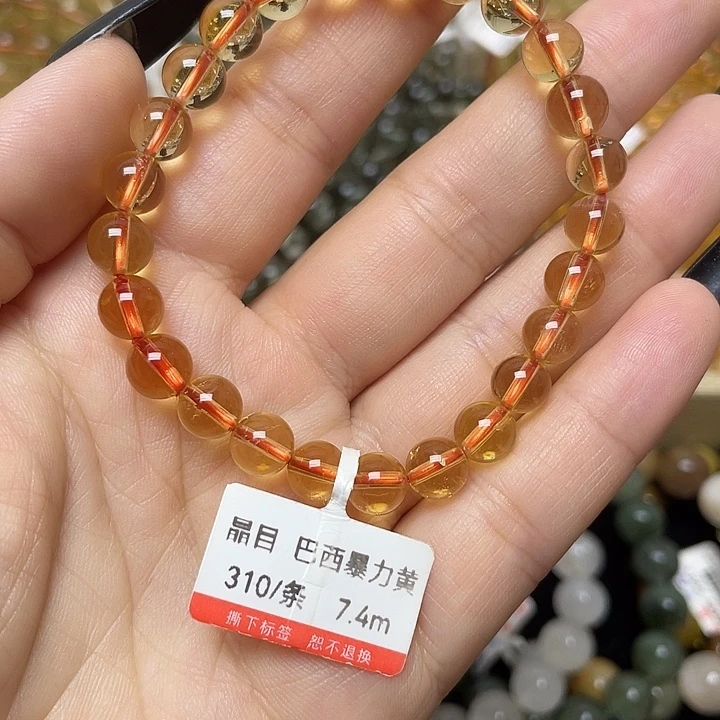 晶目 巴西暴力黄
310/条 7.4m
撕下标签 恕不退换